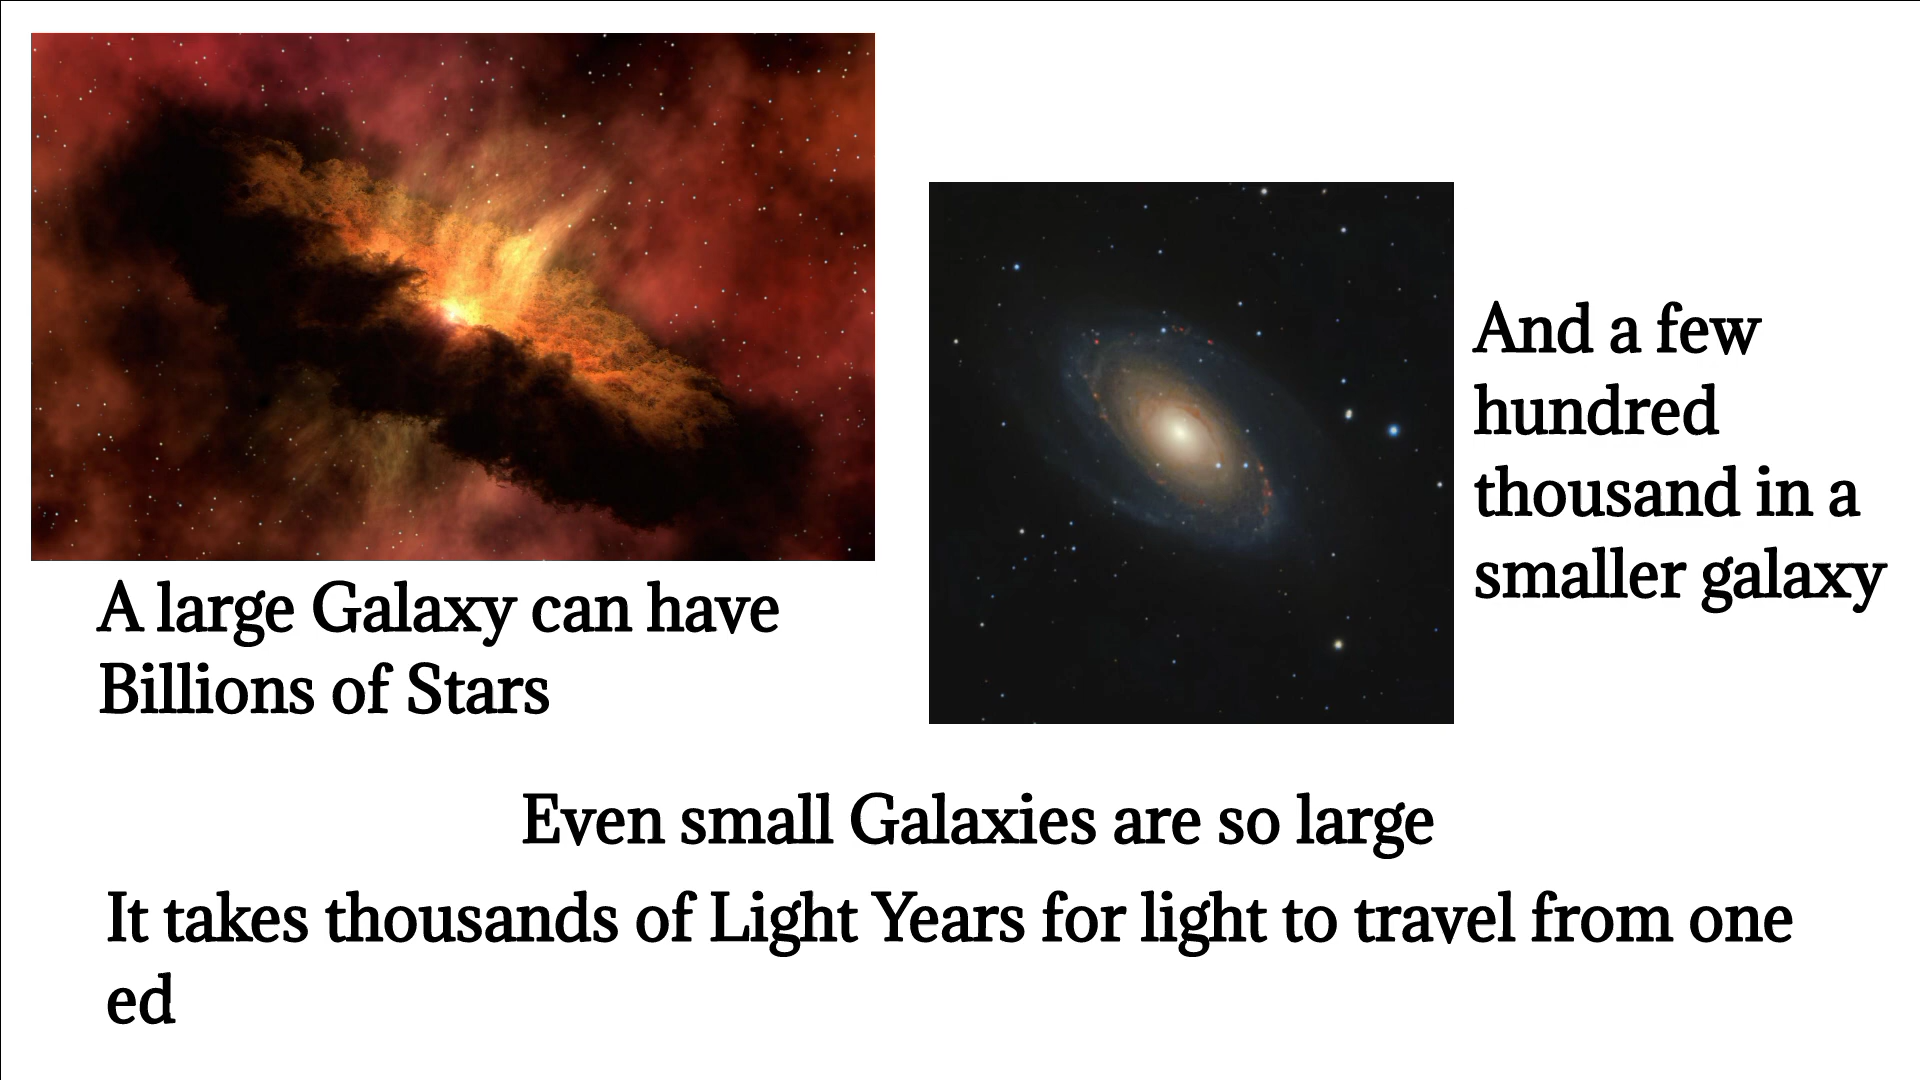 A large Galaxy can have
Billions of Stars
And a few
hundred
thousand in a
smaller galaxy
Even small Galaxies are so large
It takes thousands of Light Years for light to travel from one
ed